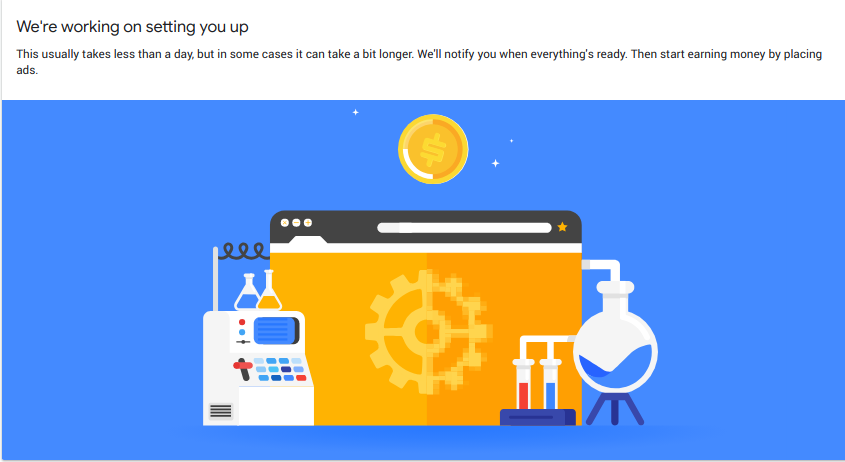 We're working on setting you up
This usually takes less than a day, but in some cases it can take a bit longer. We'll notify you when everything's ready. Then start earning money by placing
ads.